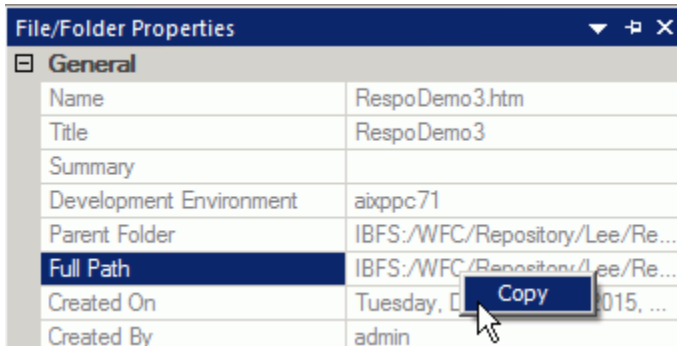 File/Folder Properties
General
Name RespoDemo3.htm
Title RespoDemo3
Summary
Development Environment aixppc71
Parent Folder IBFS:/WFC/Repository/Lee/Re...
Full Path IBFS:/WFC/Repository/Lee/Re...
Copy
Created On Tuesday, D 2015, ...
Created By admin